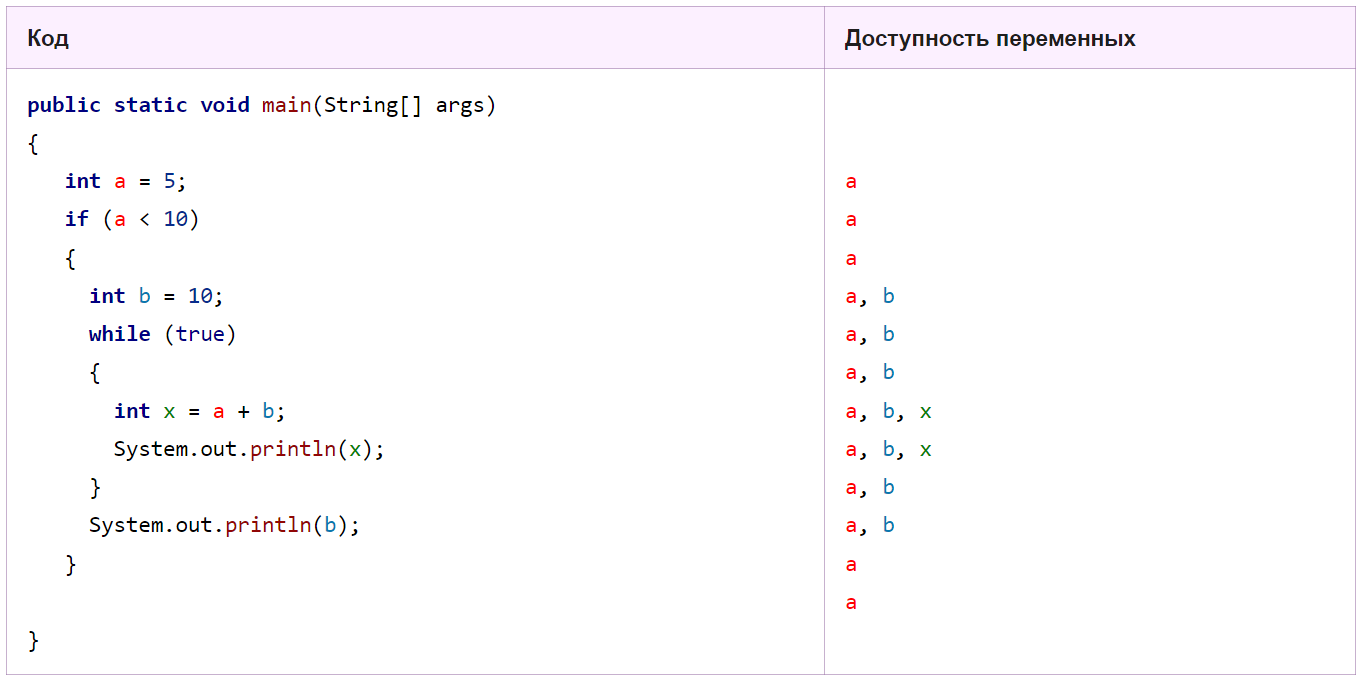 Код Доступность переменных
public static void main(String[] args)
{
int a = 5; a
if (a < 10) a
{ a
int b = 10; a, b
while (true) a, b
{ a, b
int x = a + b; a, b, x
System.out.println(x); a, b, x
} a, b
System.out.println(b); a, b
} a
a
}